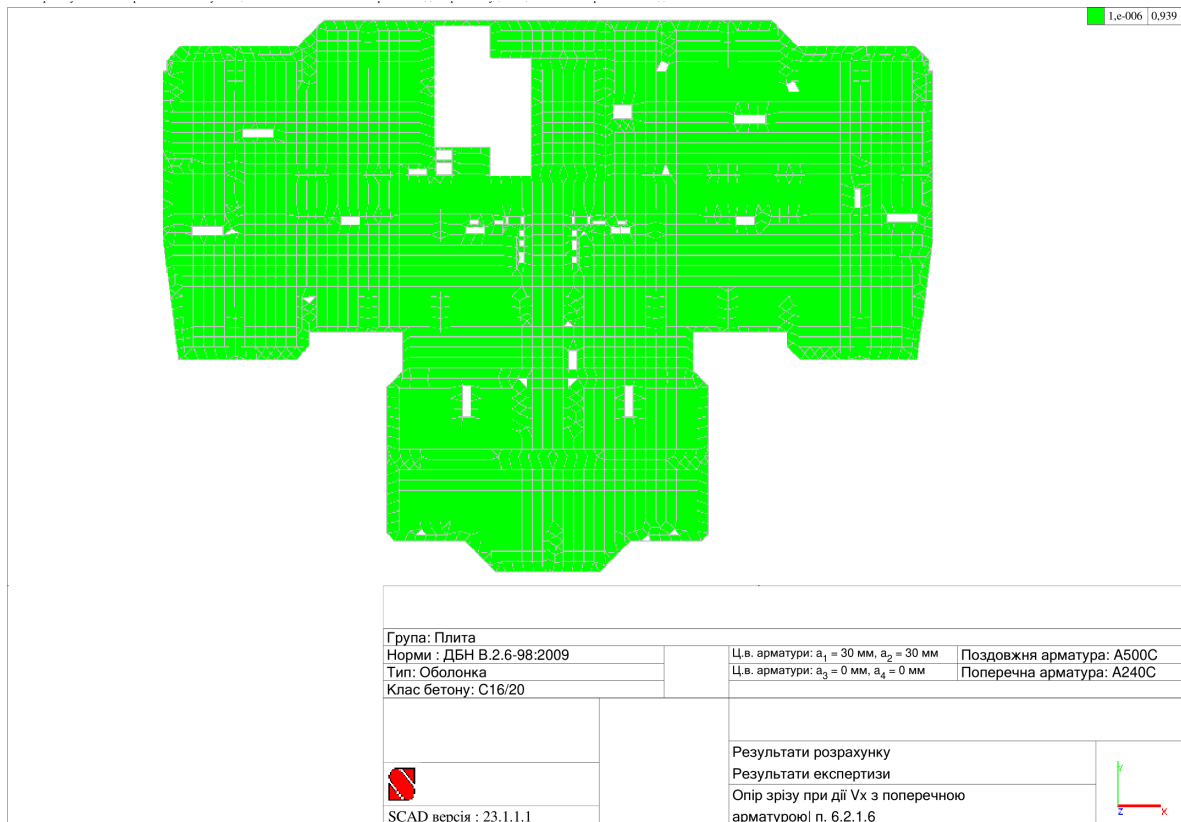 1,e-006 0,939
Група: Плита
Норми : ДБН В.2.6-98:2009
Ц.в. арматури: a1 = 30 мм, a2 = 30 мм
Поздовжня арматура: А500С
Тип: Оболонка
Ц.в. арматури: a3 = 0 мм, a4 = 0 мм
Поперечна арматура: А240С
Клас бетону: С16/20
Результати розрахунку
Результати експертизи
Опір зрізу при дії Vx з поперечною
арматурою| п. 6.2.1.6
SCAD версія : 23.1.1.1
Y
Z
X